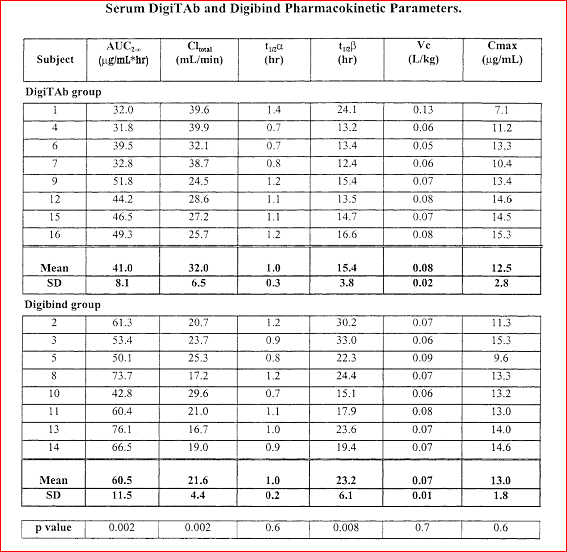 Serum DigiTAb and Digibind Pharmacokinetic Parameters.
Subject AUC₂₋∞ (µg/mL*hr) Cl_total (mL/min) t₁/₂α (hr) t₁/₂β (hr) Vc (L/kg) Cmax (µg/mL)
DigiTAb group
1 32.0 39.6 1.4 24.1 0.13 7.1
4 31.8 39.9 0.7 13.2 0.06 11.2
6 39.5 32.1 0.7 13.4 0.05 13.3
7 32.8 38.7 0.8 12.4 0.06 10.4
9 51.8 24.5 1.2 15.4 0.07 13.4
12 44.2 28.6 1.1 13.5 0.08 14.6
15 46.5 27.2 1.1 14.7 0.07 14.5
16 49.3 25.7 1.2 16.6 0.08 15.3
Mean 41.0 32.0 1.0 15.4 0.08 12.5
SD 8.1 6.5 0.3 3.8 0.02 2.8
Digibind group
2 61.3 20.7 1.2 30.2 0.07 11.3
3 53.4 23.7 0.9 33.0 0.06 15.3
5 50.1 25.3 0.8 22.3 0.09 9.6
8 73.7 17.2 1.2 24.4 0.07 13.3
10 42.8 29.6 0.7 15.1 0.06 13.2
11 60.4 21.0 1.1 17.9 0.08 13.0
13 76.1 16.7 1.0 23.6 0.07 14.0
14 66.5 19.0 0.9 19.4 0.07 14.6
Mean 60.5 21.6 1.0 23.2 0.07 13.0
SD 11.5 4.4 0.2 6.1 0.01 1.8
p value 0.002 0.002 0.6 0.008 0.7 0.6